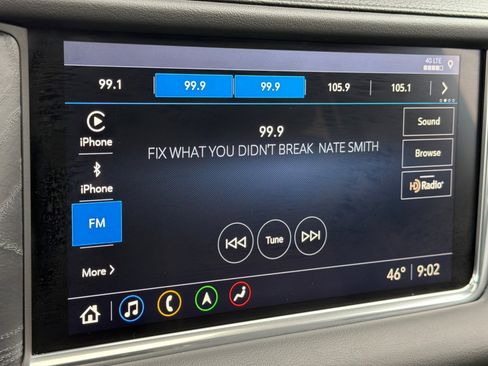 4G LTE
99.1 99.9 99.9 105.9 105.1
iPhone
99.9
Sound
FIX WHAT YOU DIDN'T BREAK NATE SMITH
Browse
iPhone
HD Radio
FM
Tune
More
46° 9:02